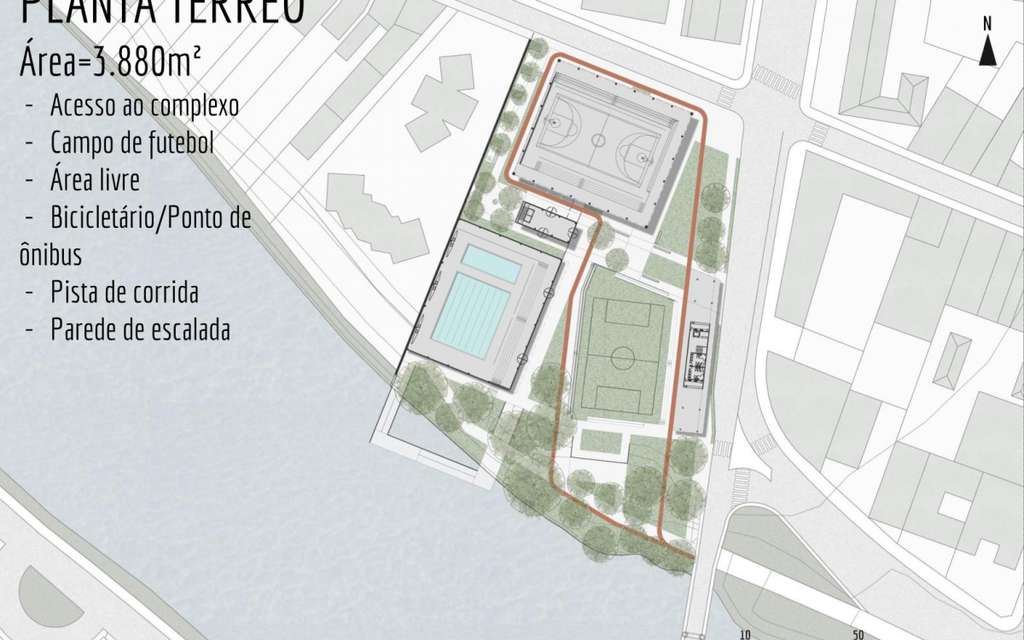 PLANTA TÉRREO
Área=3.880m²
- Acesso ao complexo
- Campo de futebol
- Área livre
- Bicicletário/Ponto de
ônibus
- Pista de corrida
- Parede de escalada
N
10 50